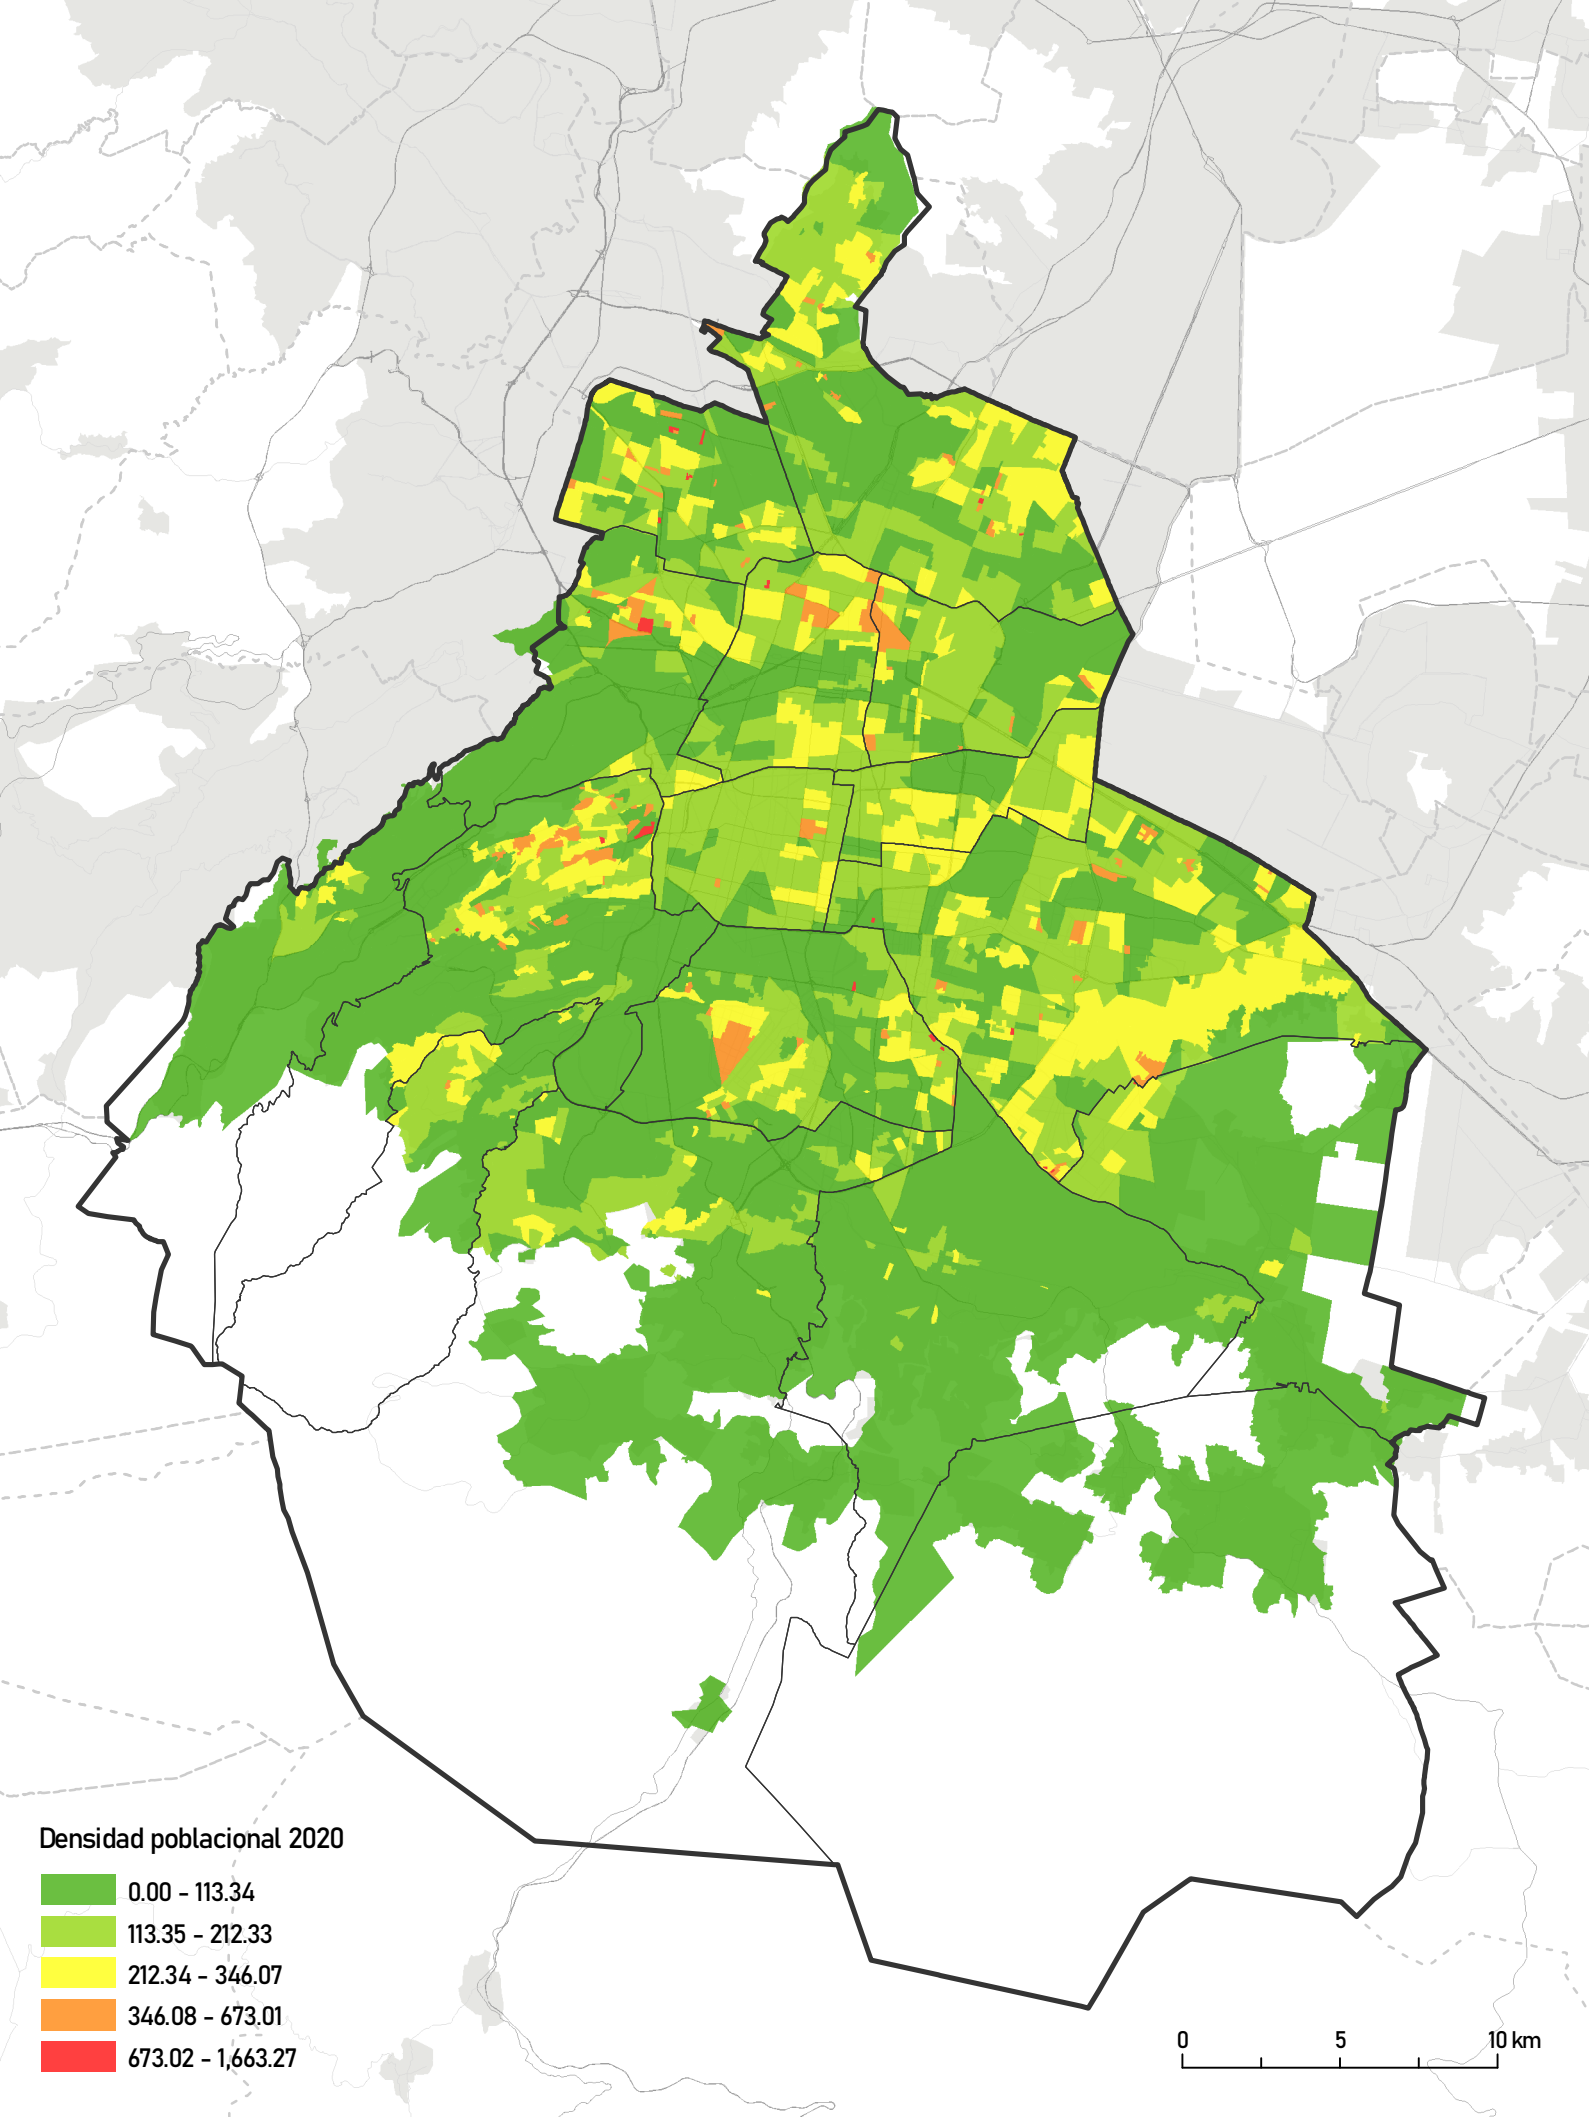 Densidad poblacional 2020
0.00 - 113.34
113.35 - 212.33
212.34 - 346.07
346.08 - 673.01
673.02 - 1,663.27
0 5 10 km